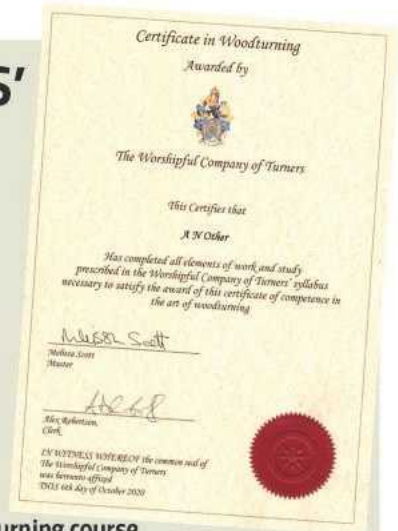 S'
Certificate in Woodturning
Awarded by
The Worshipful Company of Turners
This Certifies that
A N Other
Has completed all elements of work and study
prescribed in the Worshipful Company of Turners' syllabus
necessary to satisfy the award of this certificate of competence in
the art of woodturning
Melissa Scott
Melissa Scott
Master
Alex Robertson,
Clerk
IN WITNESS WHEREOF the common seal of
The Worshipful Company of Turners
was hereunto affixed
THIS 6th day of October 2020
urning course